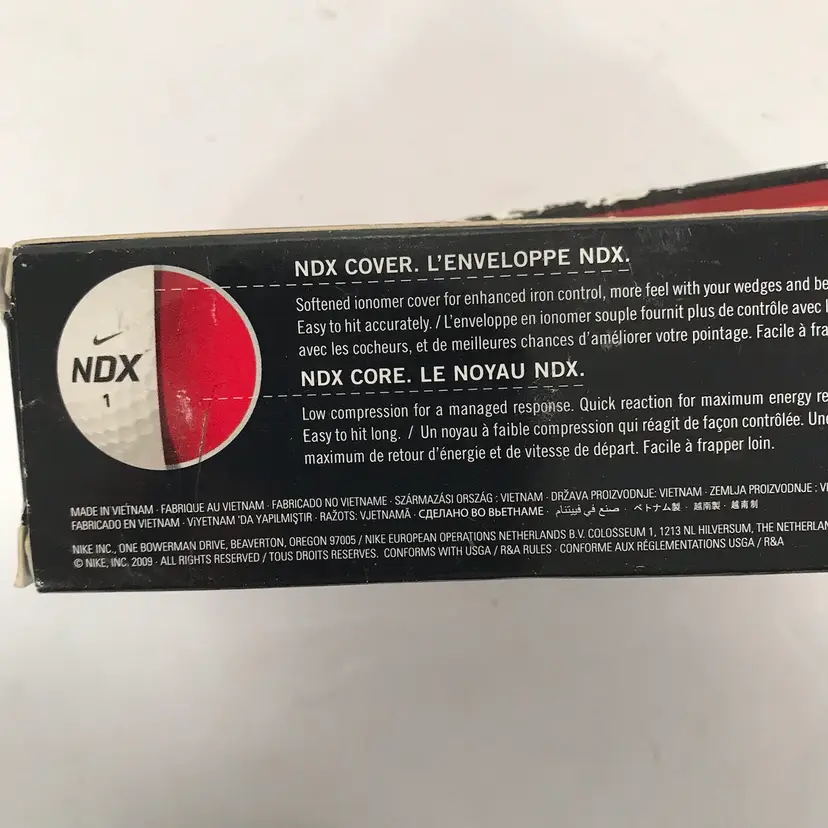 NDX
1
NDX COVER. L'ENVELOPPE NDX.
Softened ionomer cover for enhanced iron control, more feel with your wedges and
Easy to hit accurately. / L'enveloppe en ionomer souple fournit plus de contrôle avec
avec les cocheurs, et de meilleures chances d'améliorer votre pointage. Facile à
NDX CORE. LE NOYAU NDX.
Low compression for a managed response. Quick reaction for maximum energy
Easy to hit long. / Un noyau à faible compression qui réagit de façon contrôlée.
maximum de retour d'énergie et de vitesse de départ. Facile à frapper loin.
MADE IN VIETNAM · FABRIQUE AU VIETNAM · FABRICADO NO VIETNAME · SZÁRMAZÁSI ORSZÁG : VIETNAM · DRŽAVA PROIZVODNJE: VIETNAM · ZEMLJA PROIZVODNJE :
FABRICADO EN VIETNAM · VİYETNAM 'DA YAPILMIŞTIR · RAŽOTS: VJETNAMĀ · СДЕЛАНО ВО ВЬЕТНАМЕ · صنع في فييتنام · ベトナム製 · 越南製 · 越南制
NIKE INC., ONE BOWERMAN DRIVE, BEAVERTON, OREGON 97005 / NIKE EUROPEAN OPERATIONS NETHERLANDS B.V. COLOSSEUM 1, 1213 NL HILVERSUM, THE
© NIKE, INC. 2009 · ALL RIGHTS RESERVED / TOUS DROITS RESERVES. CONFORMS WITH USGA / R&A RULES · CONFORME AUX RÉGLEMENTATIONS USGA / R&A